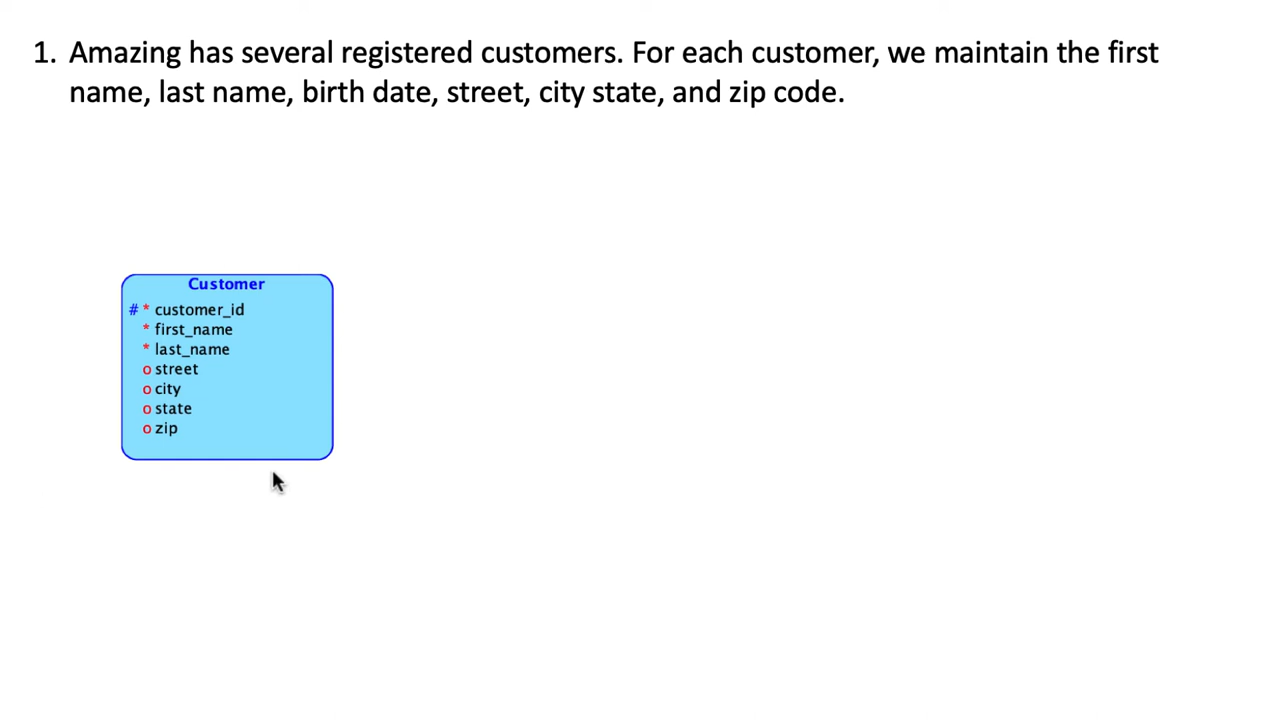 1. Amazing has several registered customers. For each customer, we maintain the first
name, last name, birth date, street, city state, and zip code.
Customer
# * customer_id
* first_name
* last_name
o street
o city
o state
o zip